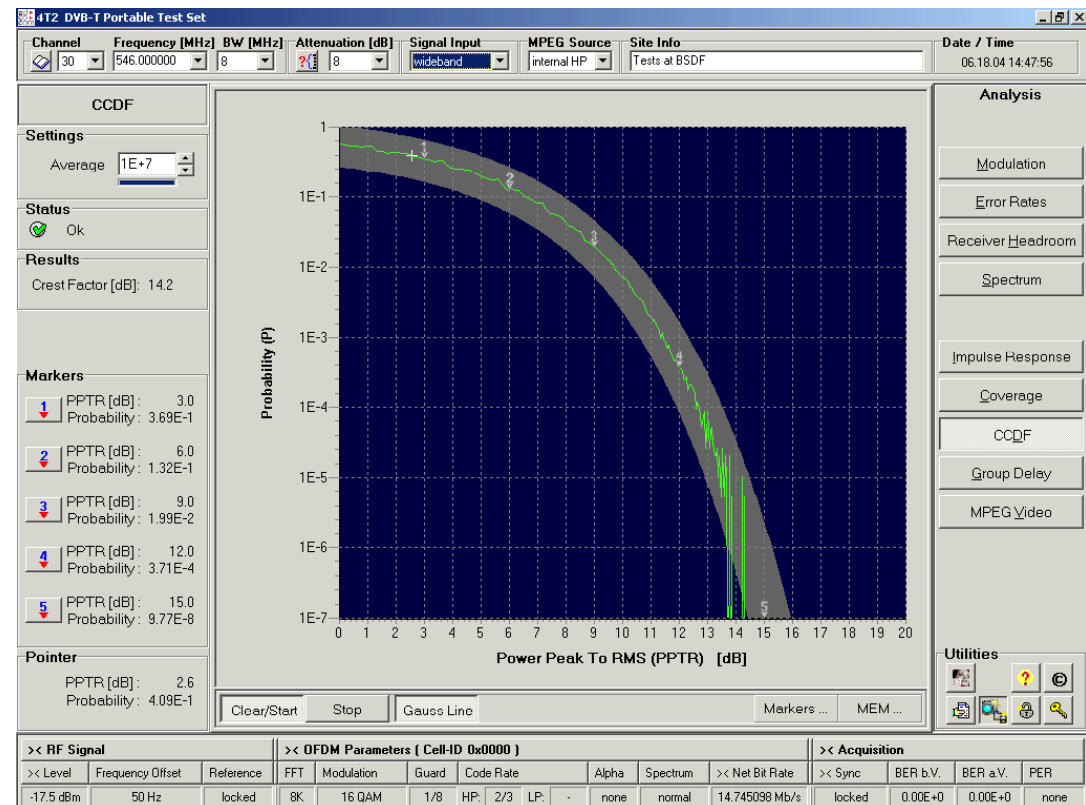 4T2 DVB-T Portable Test Set
Channel Frequency [MHz] BW [MHz] Attenuation [dB] Signal Input MPEG Source Site Info Date / Time
30 546.000000 8 ?{ 8 wideband internal HP Tests at BSDF 06.18.04 14:47:56
CCDF
Settings
Average 1E+7
Status
Ok
Results
Crest Factor [dB]: 14.2
Markers
1 PPTR [dB] : 3.0
Probability : 3.69E-1
2 PPTR [dB] : 6.0
Probability : 1.32E-1
3 PPTR [dB] : 9.0
Probability : 1.99E-2
4 PPTR [dB] : 12.0
Probability : 3.71E-4
5 PPTR [dB] : 15.0
Probability : 9.77E-8
Pointer
PPTR [dB] : 2.6
Probability : 4.09E-1
Probability (P)
1
1E-1
1E-2
1E-3
1E-4
1E-5
1E-6
1E-7
1
2
3
4
5
0 1 2 3 4 5 6 7 8 9 10 11 12 13 14 15 16 17 18 19 20
Power Peak To RMS (PPTR) [dB]
Clear/Start Stop Gauss Line Markers ... MEM ...
Analysis
Modulation
Error Rates
Receiver Headroom
Spectrum
Impulse Response
Coverage
CCDF
Group Delay
MPEG Video
Utilities
? ©
>< RF Signal >< OFDM Parameters ( Cell-ID 0x0000 ) >< Acquisition
>< Level Frequency Offset Reference FFT Modulation Guard Code Rate Alpha Spectrum >< Net Bit Rate >< Sync BER b.V. BER a.V. PER
-17.5 dBm 50 Hz locked 8K 16 QAM 1/8 HP: 2/3 LP: - none normal 14.745098 Mb/s locked 0.00E+0 0.00E+0 none